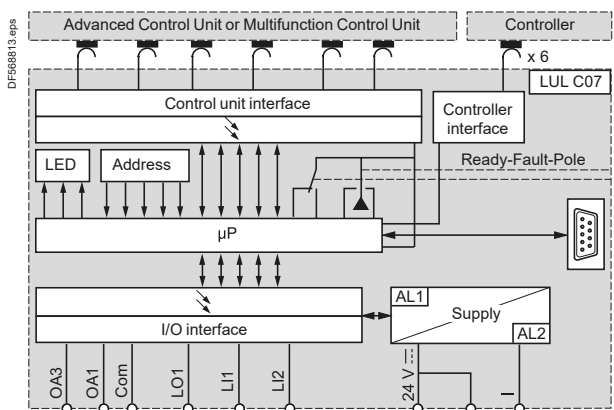 DF568813.eps
Advanced Control Unit or Multifunction Control Unit
Controller
x 6
LUL C07
Control unit interface
Controller
interface
LED
Address
Ready-Fault-Pole
µP
AL1
Supply
AL2
I/O interface
OA3
OA1
Com
LO1
LI1
LI2
24 V